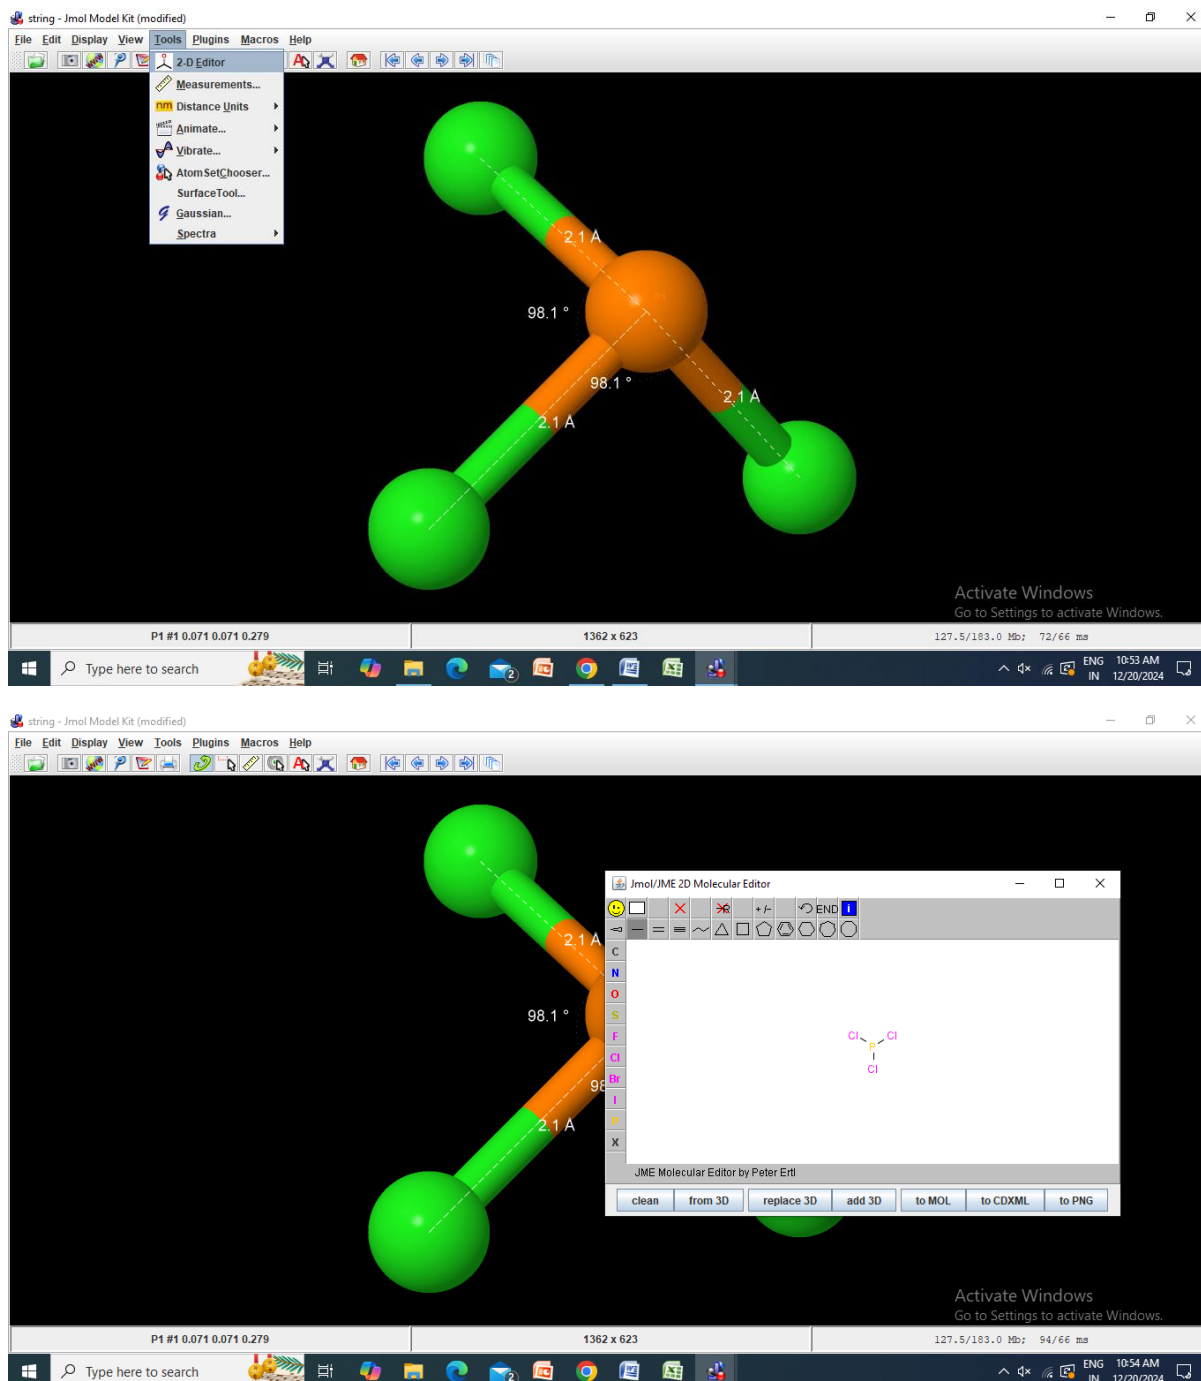 string - Jmol Model Kit (modified)
File Edit Display View Tools Plugins Macros Help
2-D Editor
Measurements...
nm Distance Units
Animate...
Vibrate...
AtomSetChooser...
SurfaceTool...
Gaussian...
Spectra
2.1 A
98.1 °
98.1 °
2.1 A
2.1 A
Activate Windows
Go to Settings to activate Windows.
P1 #1 0.071 0.071 0.279 1362 x 623 127.5/183.0 Mb; 72/66 ms
Type here to search 2 ENG 10:53 AM
IN 12/20/2024
string - Jmol Model Kit (modified)
File Edit Display View Tools Plugins Macros Help
Jmol/JME 2D Molecular Editor
+ /- END i
2.1 A
C
N
O
98.1 °
S
F
Cl Cl
P
Cl
Cl
Br
98
I
P
2.1 A
X
JME Molecular Editor by Peter Ertl
clean from 3D replace 3D add 3D to MOL to CDXML to PNG
Activate Windows
Go to Settings to activate Windows.
P1 #1 0.071 0.071 0.279 1362 x 623 127.5/183.0 Mb; 94/66 ms
Type here to search 2 ENG 10:54 AM
IN 12/20/2024